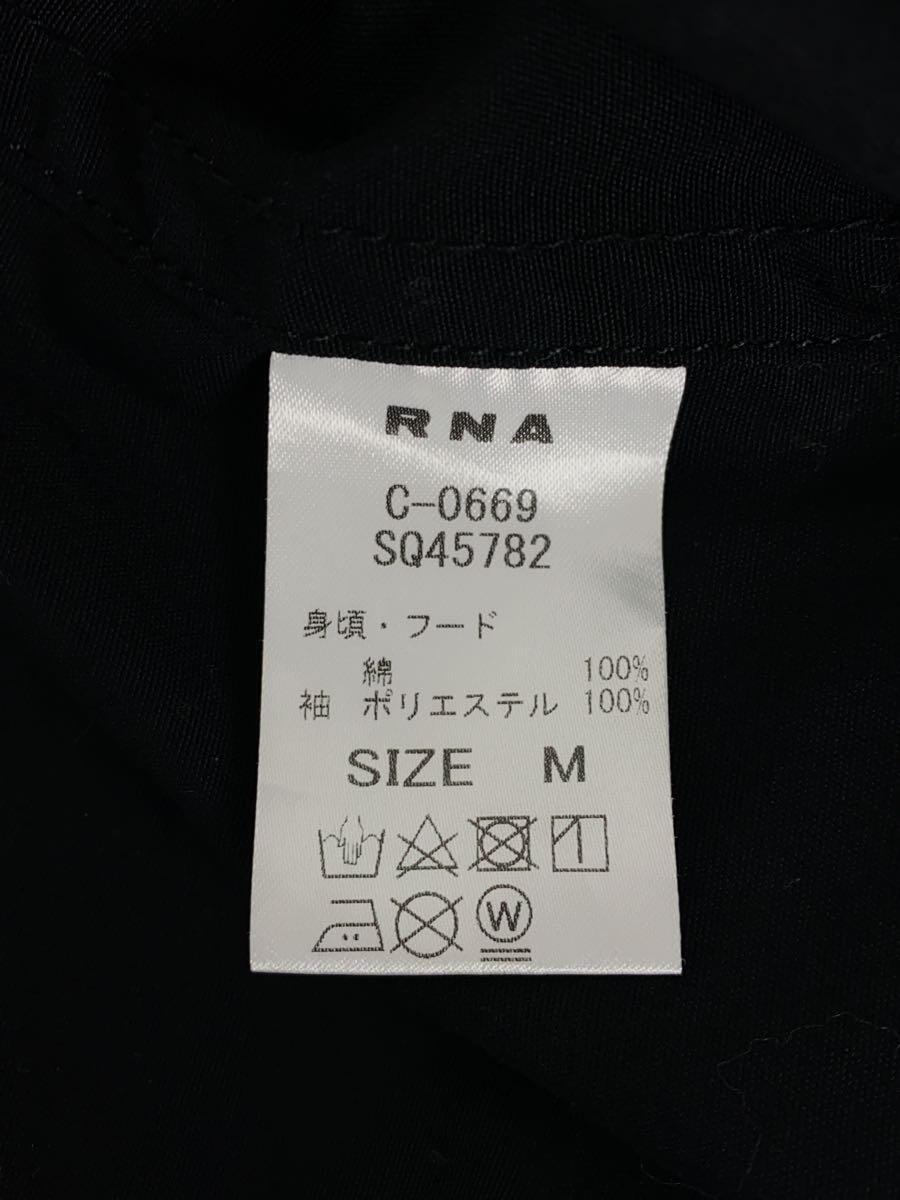 RNA
C-0669
SQ45782
身頃・フード
綿 100%
袖 ポリエステル 100%
SIZE M
W